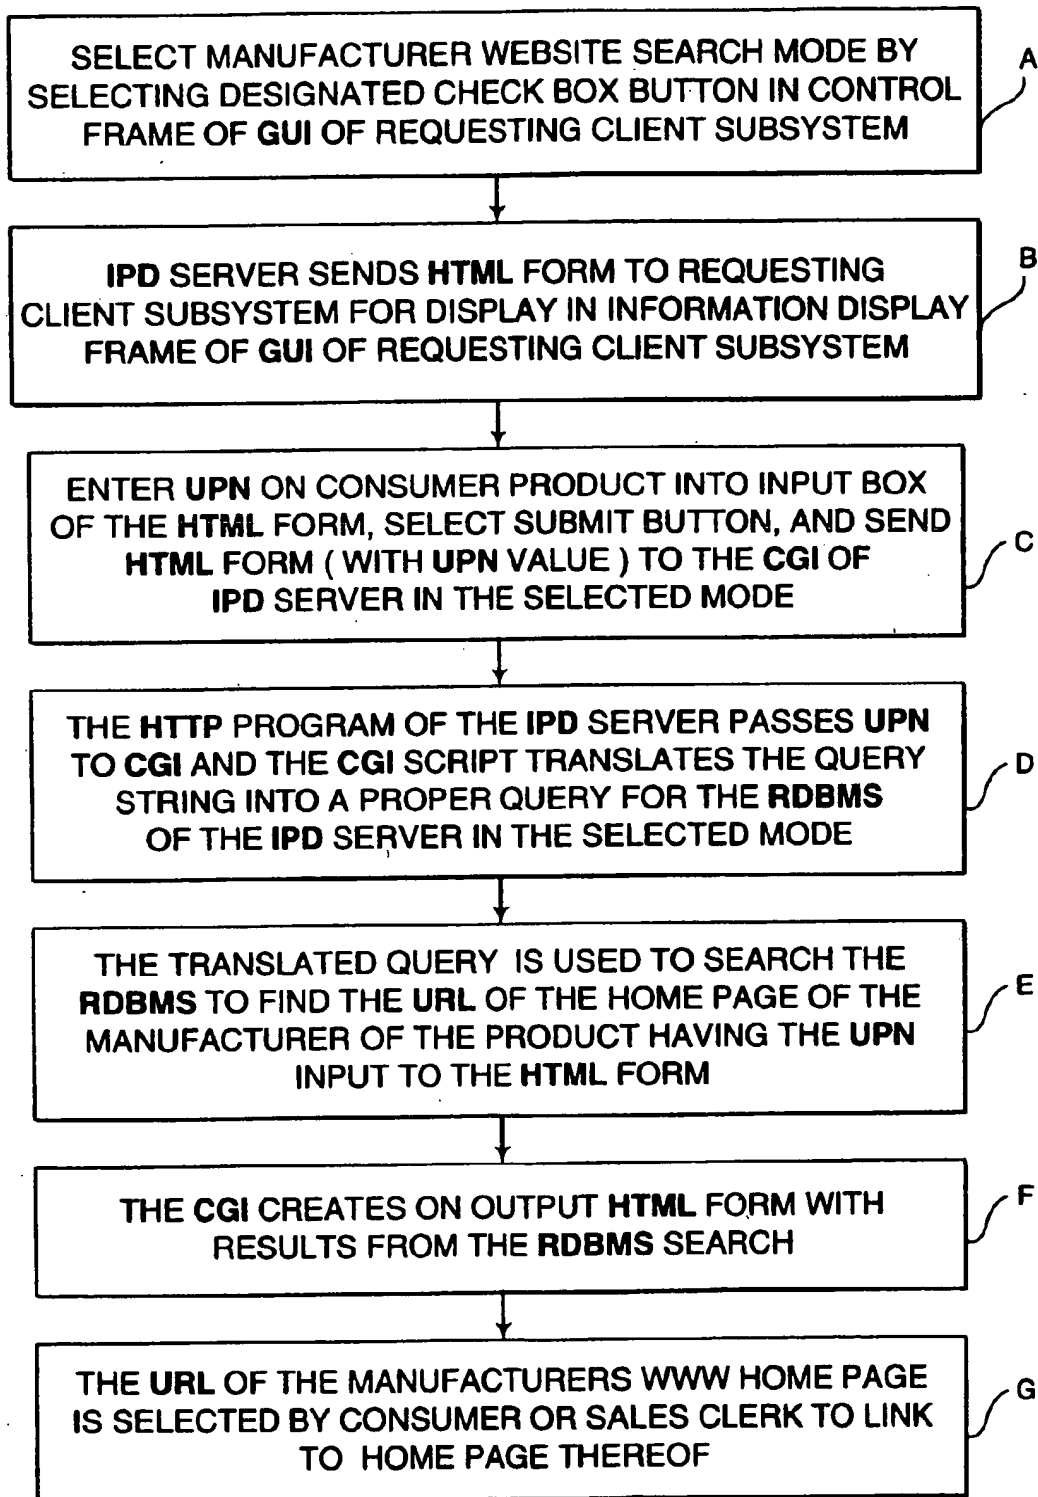 SELECT MANUFACTURER WEBSITE SEARCH MODE BY
SELECTING DESIGNATED CHECK BOX BUTTON IN CONTROL
FRAME OF GUI OF REQUESTING CLIENT SUBSYSTEM
A
IPD SERVER SENDS HTML FORM TO REQUESTING
CLIENT SUBSYSTEM FOR DISPLAY IN INFORMATION DISPLAY
FRAME OF GUI OF REQUESTING CLIENT SUBSYSTEM
B
ENTER UPN ON CONSUMER PRODUCT INTO INPUT BOX
OF THE HTML FORM, SELECT SUBMIT BUTTON, AND SEND
HTML FORM ( WITH UPN VALUE ) TO THE CGI OF
IPD SERVER IN THE SELECTED MODE
C
THE HTTP PROGRAM OF THE IPD SERVER PASSES UPN
TO CGI AND THE CGI SCRIPT TRANSLATES THE QUERY
STRING INTO A PROPER QUERY FOR THE RDBMS
OF THE IPD SERVER IN THE SELECTED MODE
D
THE TRANSLATED QUERY IS USED TO SEARCH THE
RDBMS TO FIND THE URL OF THE HOME PAGE OF THE
MANUFACTURER OF THE PRODUCT HAVING THE UPN
INPUT TO THE HTML FORM
E
THE CGI CREATES ON OUTPUT HTML FORM WITH
RESULTS FROM THE RDBMS SEARCH
F
THE URL OF THE MANUFACTURERS WWW HOME PAGE
IS SELECTED BY CONSUMER OR SALES CLERK TO LINK
TO HOME PAGE THEREOF
G